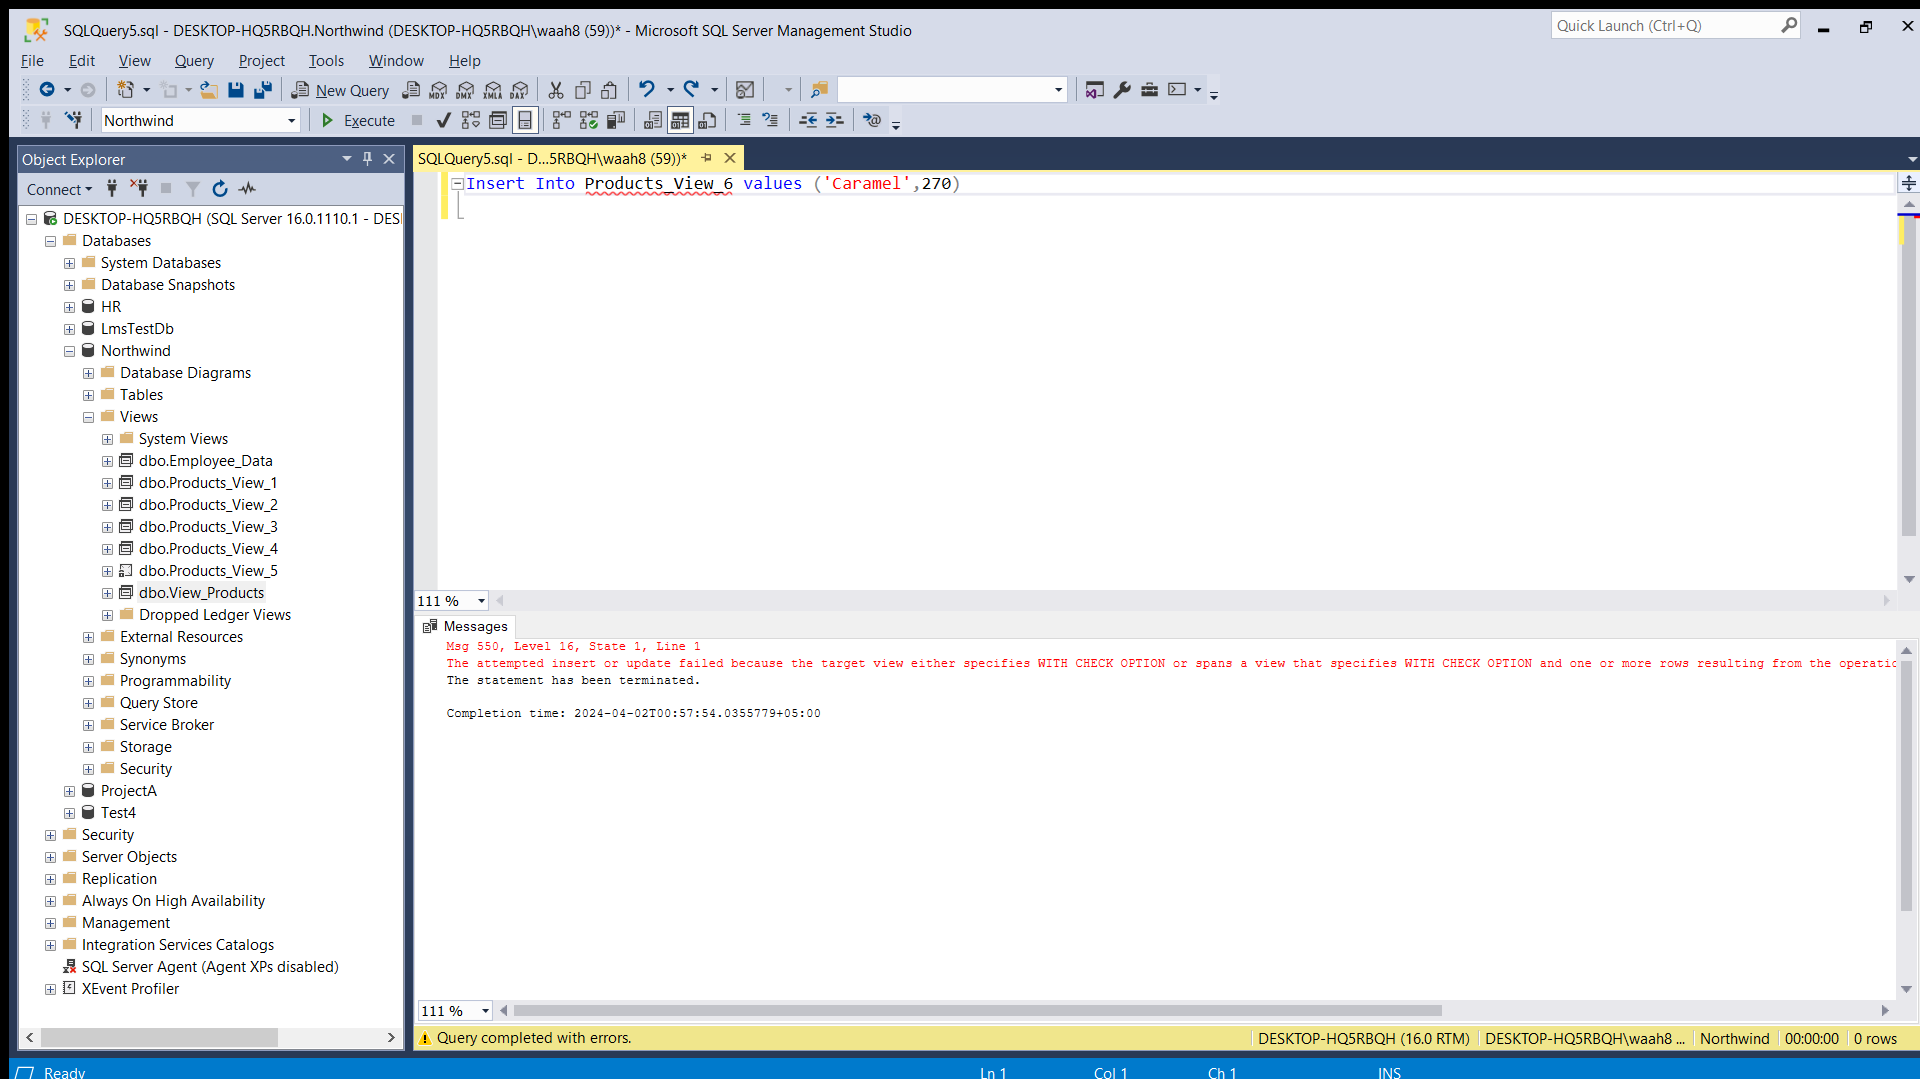 SQLQuery5.sql - DESKTOP-HQ5RBQH.Northwind (DESKTOP-HQ5RBQH\waah8 (59))* - Microsoft SQL Server Management Studio
Quick Launch (Ctrl+Q)
File Edit View Query Project Tools Window Help
New Query MDX DMX XMLA DAX
Northwind Execute
Object Explorer
SQLQuery5.sql - D...5RBQH\waah8 (59))*
Connect
Insert Into Products_View_6 values ('Caramel',270)
DESKTOP-HQ5RBQH (SQL Server 16.0.1110.1 - DES
Databases
System Databases
Database Snapshots
HR
LmsTestDb
Northwind
Database Diagrams
Tables
Views
System Views
dbo.Employee_Data
dbo.Products_View_1
dbo.Products_View_2
dbo.Products_View_3
dbo.Products_View_4
dbo.Products_View_5
dbo.View_Products
Dropped Ledger Views
External Resources
Synonyms
Programmability
Query Store
Service Broker
Storage
Security
ProjectA
Test4
Security
Server Objects
Replication
Always On High Availability
Management
Integration Services Catalogs
SQL Server Agent (Agent XPs disabled)
XEvent Profiler
111 %
Messages
Msg 550, Level 16, State 1, Line 1
The attempted insert or update failed because the target view either specifies WITH CHECK OPTION or spans a view that specifies WITH CHECK OPTION and one or more rows resulting from the operatio
The statement has been terminated.
Completion time: 2024-04-02T00:57:54.0355779+05:00
111 %
Query completed with errors.
DESKTOP-HQ5RBQH (16.0 RTM) DESKTOP-HQ5RBQH\waah8 ... Northwind 00:00:00 0 rows
Ready Ln 1 Col 1 Ch 1 INS